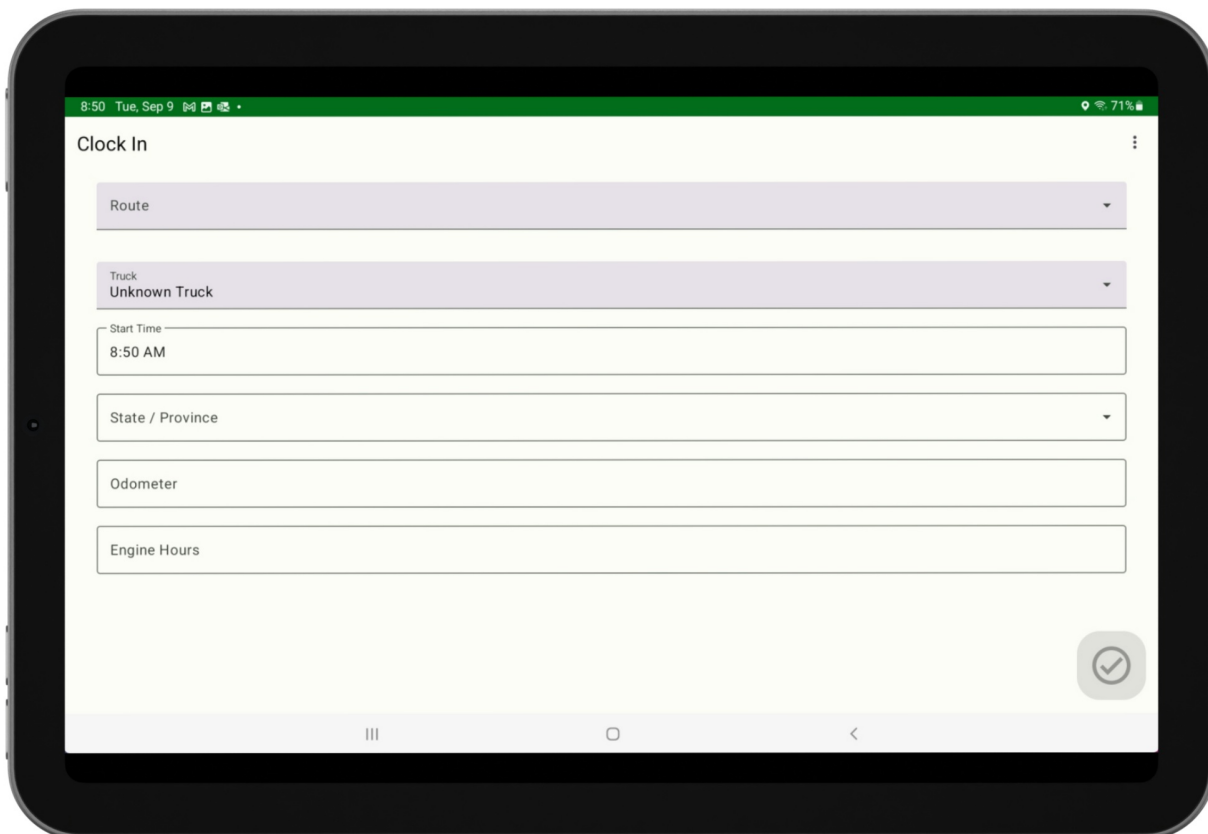 8:50 Tue, Sep 9
71%
Clock In
Route
Truck
Unknown Truck
Start Time
8:50 AM
State / Province
Odometer
Engine Hours